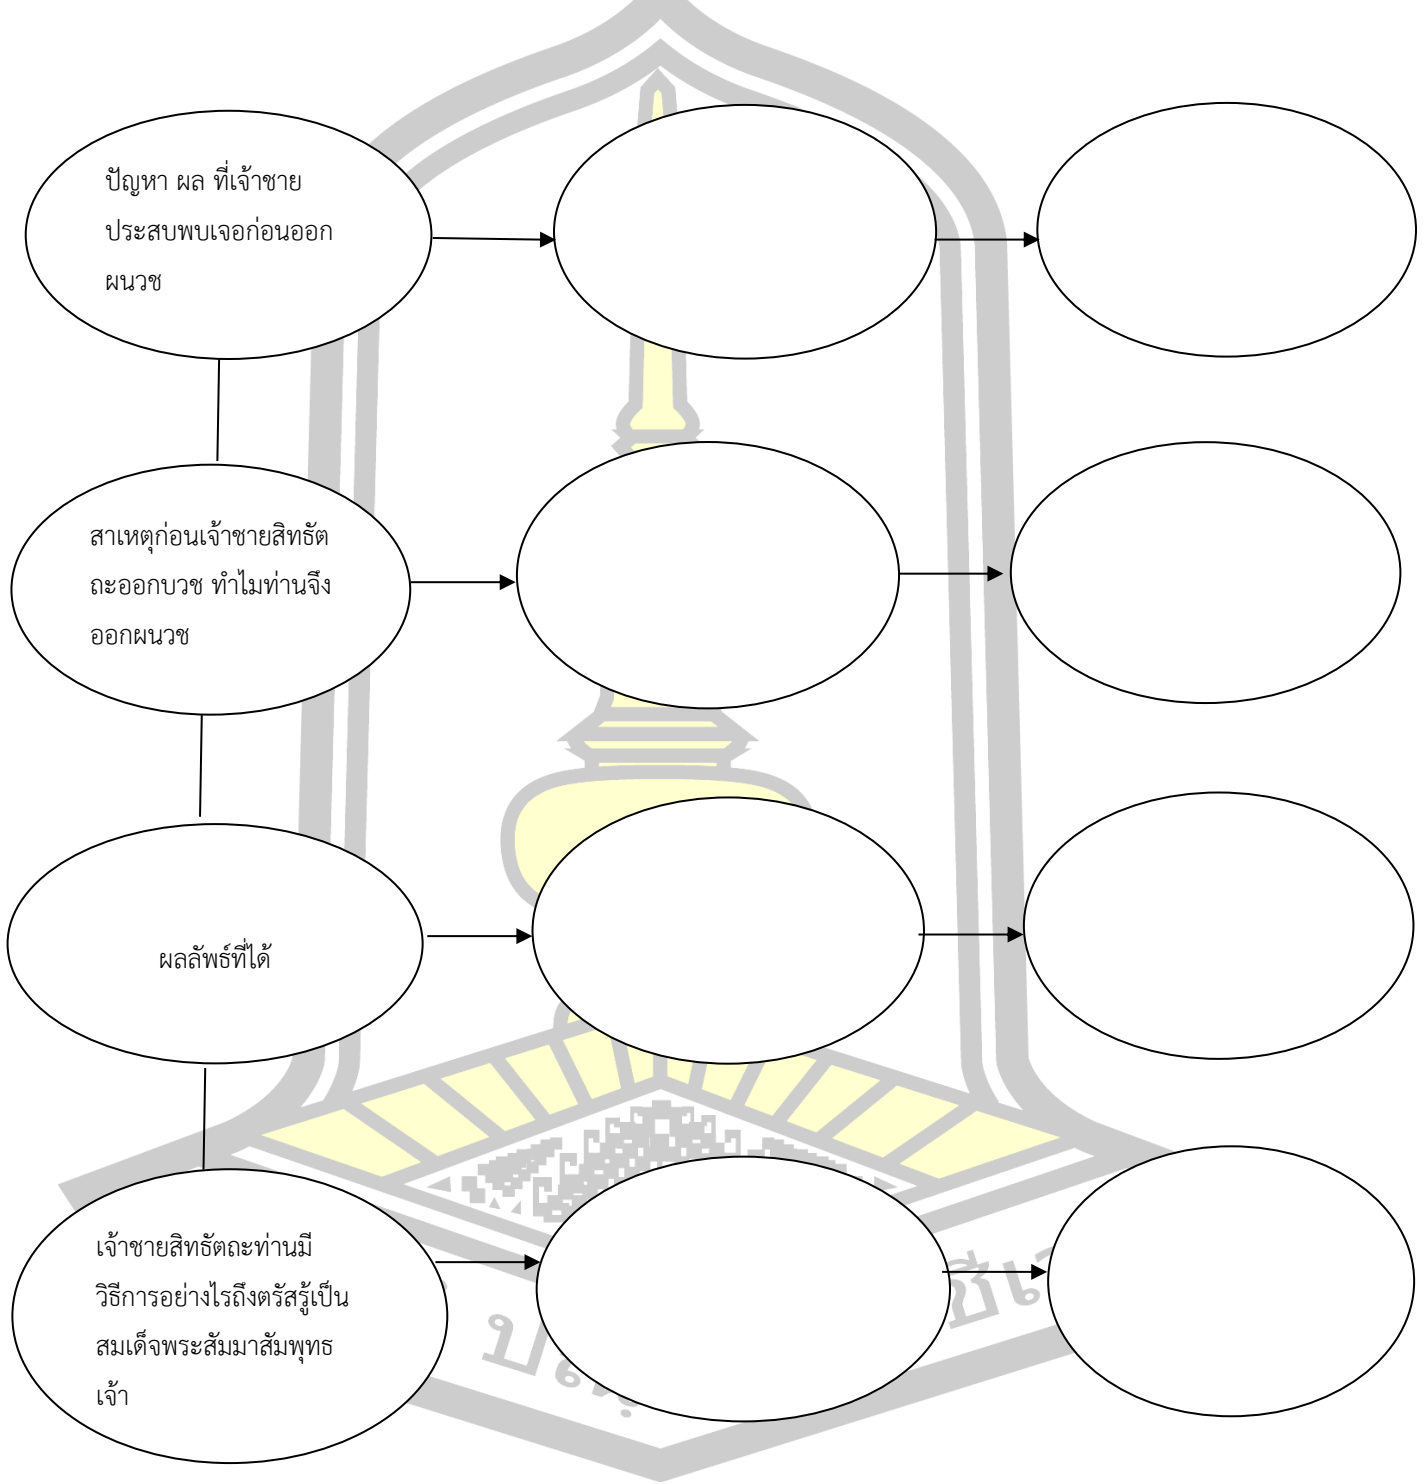 ปัญหา ผล ที่เจ้าชาย
ประสบพบเจอก่อนออก
ผนวช
สาเหตุก่อนเจ้าชายสิทธัต
ถะออกบวช ทำไมท่านจึง
ออกผนวช
ผลลัพธ์ที่ได้
เจ้าชายสิทธัตถะท่านมี
วิธีการอย่างไรถึงตรัสรู้เป็น
สมเด็จพระสัมมาสัมพุทธ
เจ้า